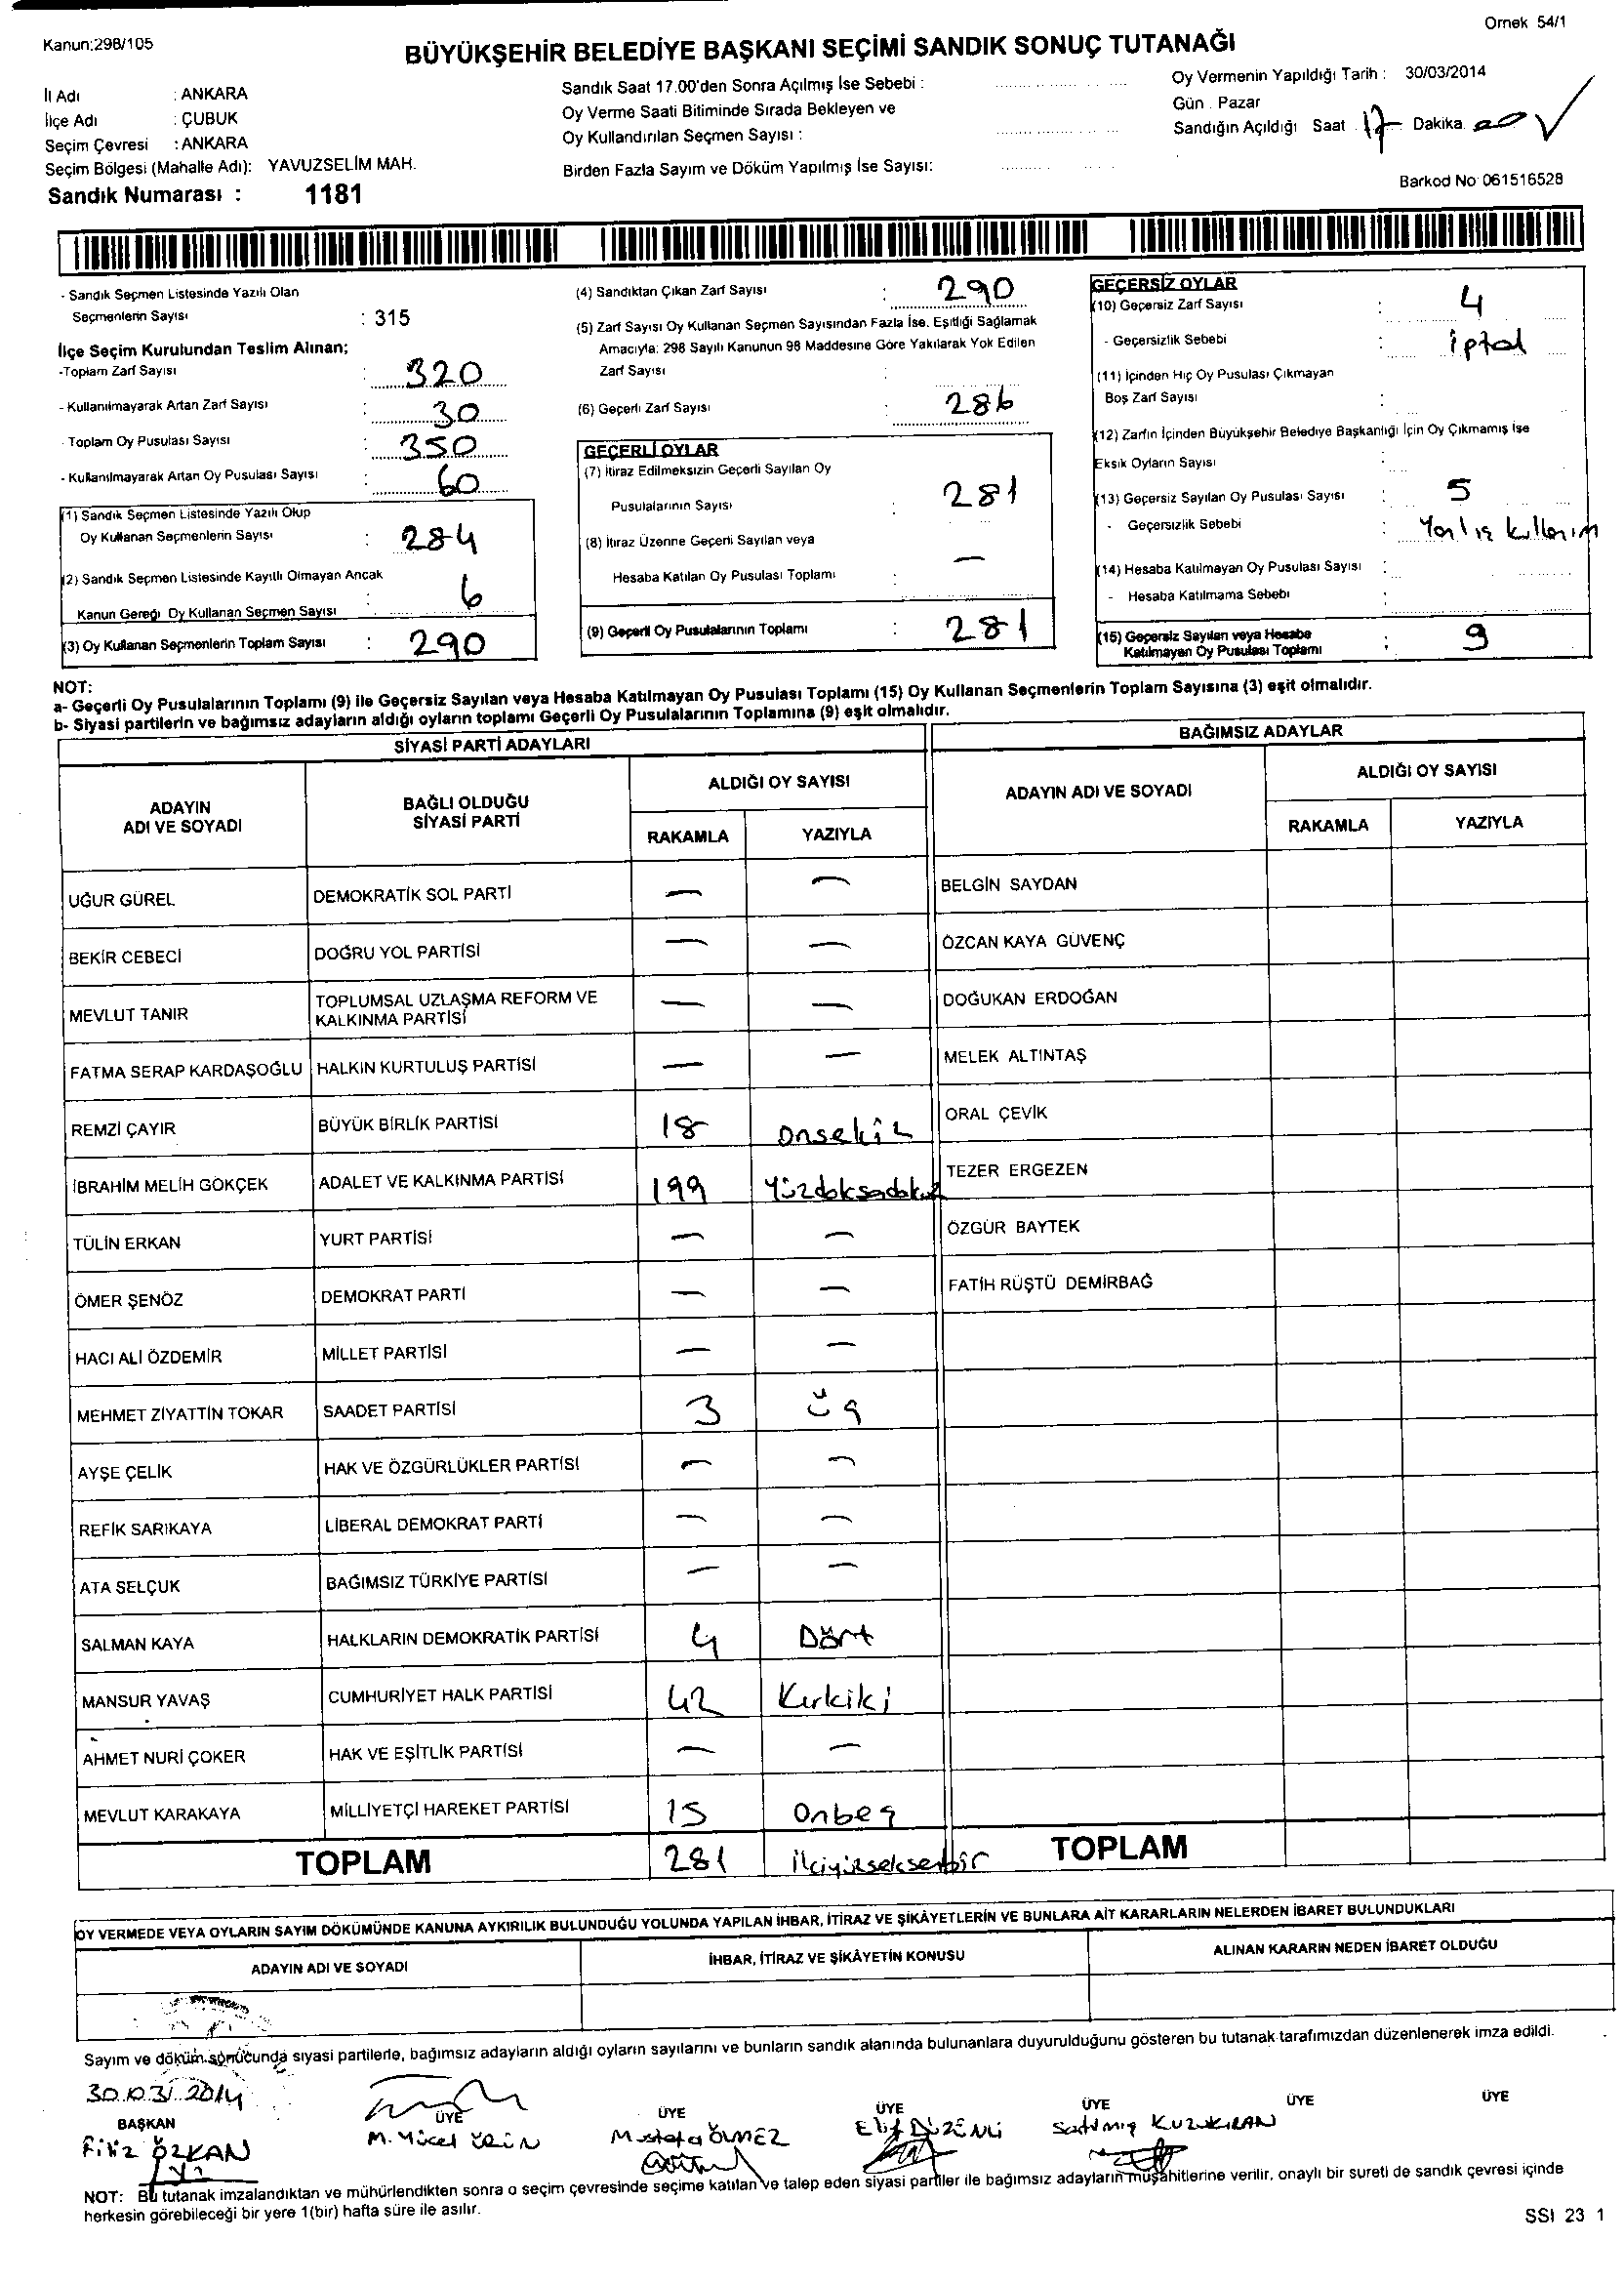 Ornek 54/1
Kanun:298/105
BÜYÜKŞEHİR BELEDİYE BAŞKANI SEÇİMİ SANDIK SONUÇ TUTANAĞI
İl Adı : ANKARA
İlçe Adı : ÇUBUK
Seçim Çevresi : ANKARA
Seçim Bölgesi (Mahalle Adı): YAVUZSELİM MAH.
Sandık Numarası : 1181
Sandık Saat 17.00'den Sonra Açılmış İse Sebebi :
Oy Verme Saati Bitiminde Sırada Bekleyen ve
Oy Kullandırılan Seçmen Sayısı :
Birden Fazla Sayım ve Döküm Yapılmış İse Sayısı:
Oy Vermenin Yapıldığı Tarih : 30/03/2014
Gün . Pazar
Sandığın Açıldığı Saat 17 Dakika
Barkod No 061516528
- Sandık Seçmen Listesinde Yazılı Olan
Seçmenlerin Sayısı : 315
İlçe Seçim Kurulundan Teslim Alınan;
-Toplam Zarf Sayısı : 320
- Kullanılmayarak Artan Zarf Sayısı : 30
- Toplam Oy Pusulası Sayısı : 350
- Kullanılmayarak Artan Oy Pusulası Sayısı : 60
(1) Sandık Seçmen Listesinde Yazılı Olup
Oy Kullanan Seçmenlerin Sayısı : 284
(2) Sandık Seçmen Listesinde Kayıtlı Olmayan Ancak
Kanun Gereği Oy Kullanan Seçmen Sayısı : 6
(3) Oy Kullanan Seçmenlerin Toplam Sayısı : 290
(4) Sandıktan Çıkan Zarf Sayısı : 290
(5) Zarf Sayısı Oy Kullanan Seçmen Sayısından Fazla İse. Eşitliği Sağlamak
Amacıyla: 298 Sayılı Kanunun 98 Maddesine Göre Yakılarak Yok Edilen
Zarf Sayısı :
(6) Geçerli Zarf Sayısı : 286
GEÇERLİ OYLAR
(7) İtiraz Edilmeksizin Geçerli Sayılan Oy
Pusulalarının Sayısı : 281
(8) İtiraz Üzerine Geçerli Sayılan veya
Hesaba Katılan Oy Pusulası Toplamı : —
(9) Geçerli Oy Pusulalarının Toplamı : 281
GEÇERSİZ OYLAR
(10) Geçersiz Zarf Sayısı : 4
- Geçersizlik Sebebi : iptal
(11) İçinden Hiç Oy Pusulası Çıkmayan
Boş Zarf Sayısı :
(12) Zarfın İçinden Büyükşehir Belediye Başkanlığı İçin Oy Çıkmamış İse
Eksik Oyların Sayısı :
(13) Geçersiz Sayılan Oy Pusulası Sayısı : 5
- Geçersizlik Sebebi : Yanlış kullanım
(14) Hesaba Katılmayan Oy Pusulası Sayısı :
- Hesaba Katılmama Sebebi :
(15) Geçersiz Sayılan veya Hesaba
Katılmayan Oy Pusulası Toplamı : 9
NOT:
a- Geçerli Oy Pusulalarının Toplamı (9) ile Geçersiz Sayılan veya Hesaba Katılmayan Oy Pusulası Toplamı (15) Oy Kullanan Seçmenlerin Toplam Sayısına (3) eşit olmalıdır.
b- Siyasi partilerin ve bağımsız adayların aldığı oyların toplamı Geçerli Oy Pusulalarının Toplamına (9) eşit olmalıdır.
SİYASİ PARTİ ADAYLARI
ADAYIN
ADI VE SOYADI
BAĞLI OLDUĞU
SİYASİ PARTİ
ALDIĞI OY SAYISI
RAKAMLA YAZIYLA
UĞUR GÜREL DEMOKRATİK SOL PARTİ — —
BEKİR CEBECİ DOĞRU YOL PARTİSİ — —
MEVLUT TANIR TOPLUMSAL UZLAŞMA REFORM VE
KALKINMA PARTİSİ — —
FATMA SERAP KARDAŞOĞLU HALKIN KURTULUŞ PARTİSİ — —
REMZİ ÇAYIR BÜYÜK BİRLİK PARTİSİ 18 onsekiz
İBRAHİM MELİH GÖKÇEK ADALET VE KALKINMA PARTİSİ 199 Yüzdoksadokuz
TÜLİN ERKAN YURT PARTİSİ — —
ÖMER ŞENÖZ DEMOKRAT PARTİ — —
HACI ALİ ÖZDEMİR MİLLET PARTİSİ — —
MEHMET ZİYATTİN TOKAR SAADET PARTİSİ 3 üç
AYŞE ÇELİK HAK VE ÖZGÜRLÜKLER PARTİSİ — —
REFİK SARIKAYA LİBERAL DEMOKRAT PARTİ — —
ATA SELÇUK BAĞIMSIZ TÜRKİYE PARTİSİ — —
SALMAN KAYA HALKLARIN DEMOKRATİK PARTİSİ 4 Dört
MANSUR YAVAŞ CUMHURİYET HALK PARTİSİ 42 Kırkiki
AHMET NURİ ÇOKER HAK VE EŞİTLİK PARTİSİ — —
MEVLUT KARAKAYA MİLLİYETÇİ HAREKET PARTİSİ 15 onbeş
TOPLAM 281 ikiyüzseksenbir
BAĞIMSIZ ADAYLAR
ADAYIN ADI VE SOYADI
ALDIĞI OY SAYISI
RAKAMLA YAZIYLA
BELGİN SAYDAN
ÖZCAN KAYA GÜVENÇ
DOĞUKAN ERDOĞAN
MELEK ALTINTAŞ
ORAL ÇEVİK
TEZER ERGEZEN
ÖZGÜR BAYTEK
FATİH RÜŞTÜ DEMİRBAĞ
TOPLAM
OY VERMEDE VEYA OYLARIN SAYIM DÖKÜMÜNDE KANUNA AYKIRILIK BULUNDUĞU YOLUNDA YAPILAN İHBAR, İTİRAZ VE ŞİKÂYETLERİN VE BUNLARA AİT KARARLARIN NELERDEN İBARET BULUNDUKLARI
ADAYIN ADI VE SOYADI İHBAR, İTİRAZ VE ŞİKÂYETİN KONUSU ALINAN KARARIN NEDEN İBARET OLDUĞU
Sayım ve döküm sonucunda siyasi partilerle, bağımsız adayların aldığı oyların sayılarını ve bunların sandık alanında bulunanlara duyurulduğunu gösteren bu tutanak tarafımızdan düzenlenerek imza edildi.
30.03.2014
BAŞKAN ÜYE ÜYE ÜYE ÜYE ÜYE ÜYE
Filiz ÖZKAN M. Yücel Mustafa ÖLMEZ Elif DÜZENLİ Satılmış KUZUKIRAN
NOT: Bu tutanak imzalandıktan ve mühürlendikten sonra o seçim çevresinde seçime katılan ve talep eden siyasi partiler ile bağımsız adayların müşahitlerine verilir, onaylı bir sureti de sandık çevresi içinde
herkesin görebileceği bir yere 1(bir) hafta süre ile asılır.
SSI 23 1